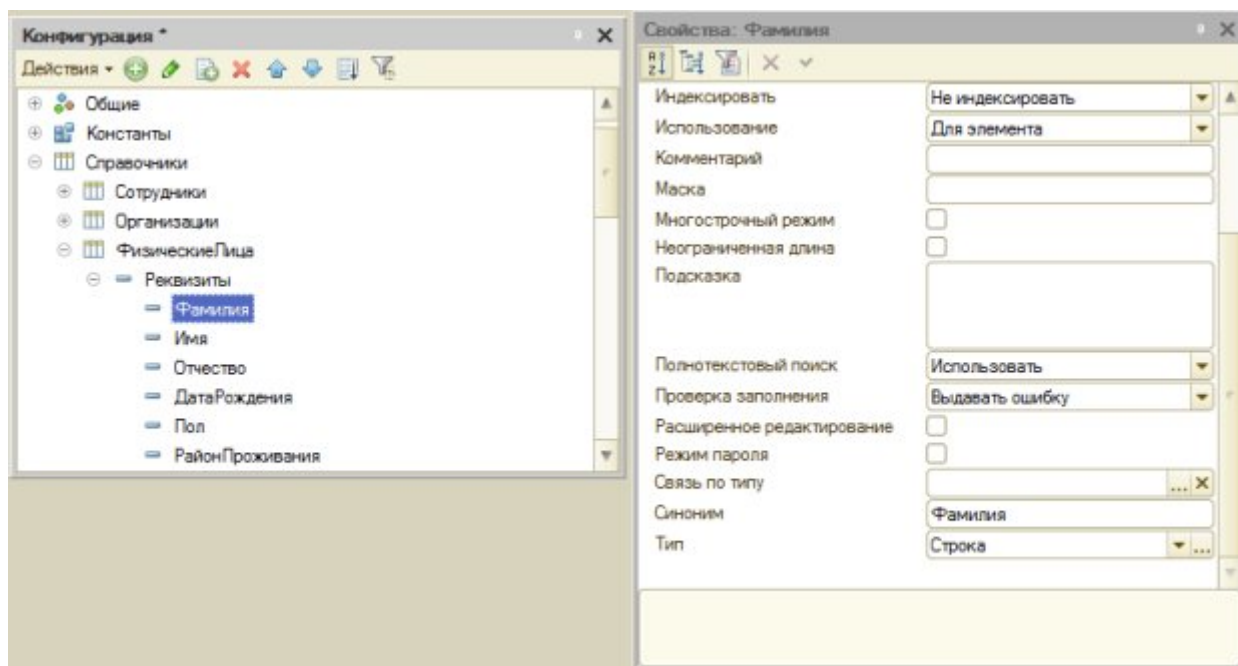 Конфигурация *
Действия
Общие
Константы
Справочники
Сотрудники
Организации
ФизическиеЛица
Реквизиты
Фамилия
Имя
Отчество
ДатаРождения
Пол
РайонПроживания
Свойства: Фамилия
Индексировать Не индексировать
Использование Для элемента
Комментарий
Маска
Многострочный режим
Неограниченная длина
Подсказка
Полнотекстовый поиск Использовать
Проверка заполнения Выдавать ошибку
Расширенное редактирование
Режим пароля
Связь по типу ...
Синоним Фамилия
Тип Строка ...